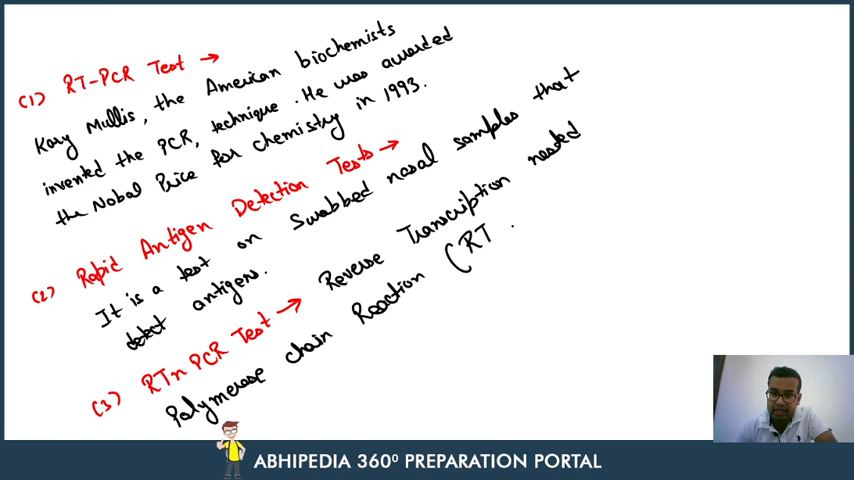 (1) RT-PCR Test →
Kary Mullis, the American biochemists
invented the PCR, technique. He was awarded
the Nobal Price for chemistry in 1993.
(2) Rapid Antigen Detection Tests →
It is a test on swabbed nasal samples that
detect antigens.
(3) RTn PCR Test → Reverse Transcription nested
Polymerase chain Reaction (RT
ABHIPEDIA 360° PREPARATION PORTAL